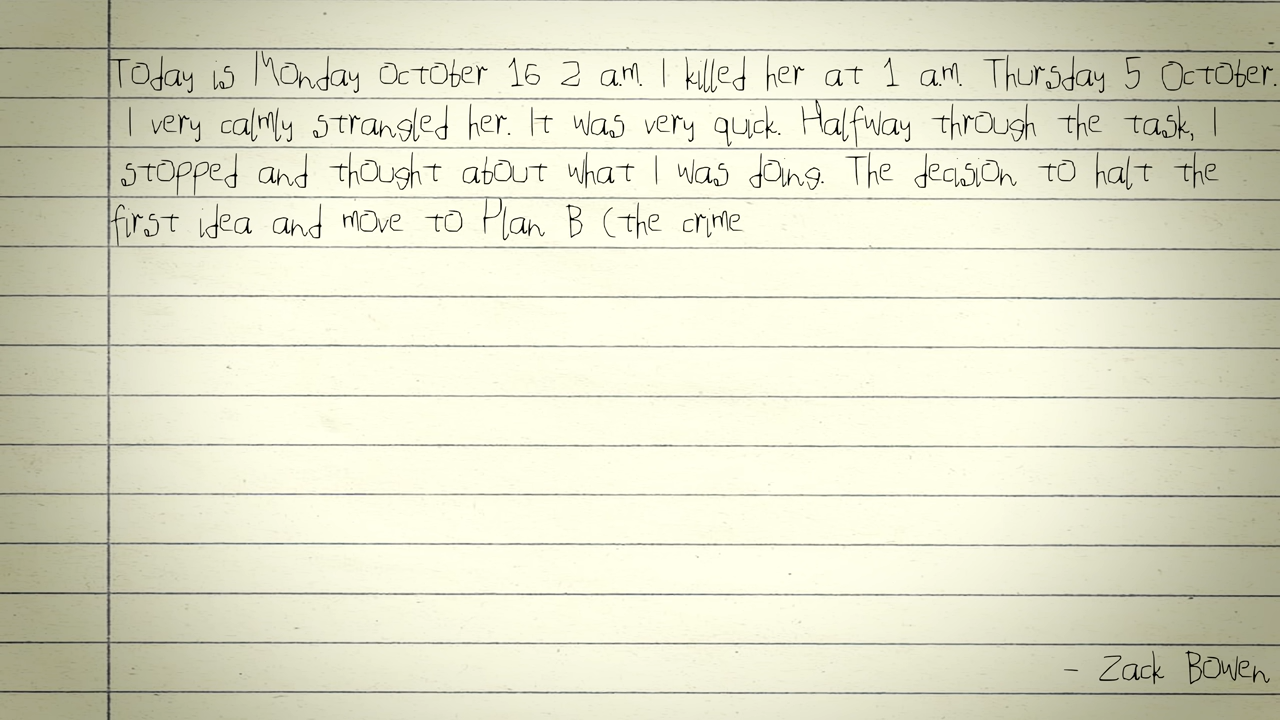 Today is Monday October 16 2 a.m. I killed her at 1 a.m. Thursday 5 October.
I very calmly strangled her. It was very quick. Halfway through the task, I
stopped and thought about what I was doing. The decision to halt the
first idea and move to Plan B (the crime
- Zack Bowen